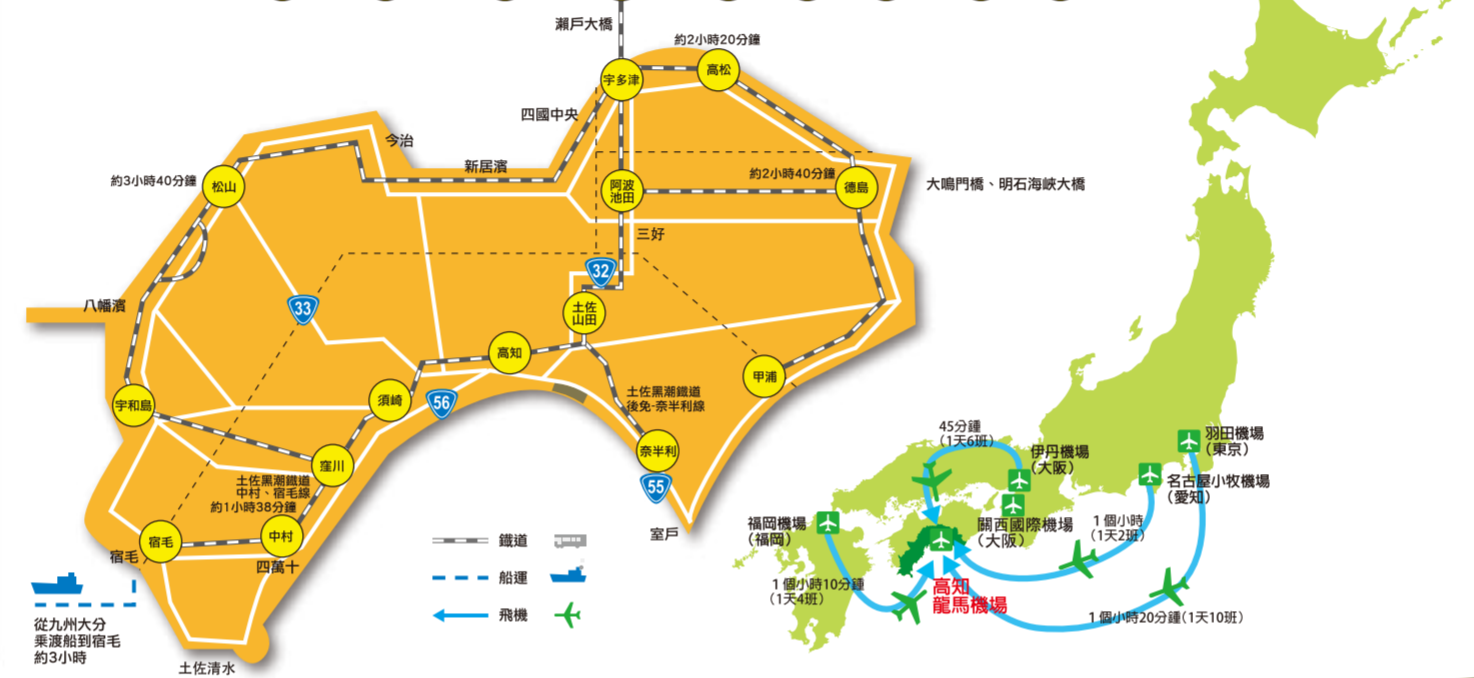 瀨戶大橋
約2小時20分鐘
宇多津
高松
四國中央
今治
新居濱
約3小時40分鐘
松山
阿波
池田
約2小時40分鐘
德島
大鳴門橋、明石海峽大橋
三好
32
八幡濱
33
土佐
山田
高知
甲浦
宇和島
須崎
56
土佐黑潮鐵道
後免-奈半利線
奈半利
窪川
55
土佐黑潮鐵道
中村、宿毛線
約1小時38分鐘
室戶
宿毛
中村
宿毛
四萬十
從九州大分
乘渡船到宿毛
約3小時
土佐清水
鐵道
船運
飛機
45分鍾
（1天6班）
伊丹機場
（大阪）
羽田機場
（東京）
名古屋小牧機場
（愛知）
福岡機場
（福岡）
關西國際機場
（大阪）
1個小時
（1天2班）
1個小時10分鍾
（1天4班）
高知
龍馬機場
1個小時20分鍾（1天10班）